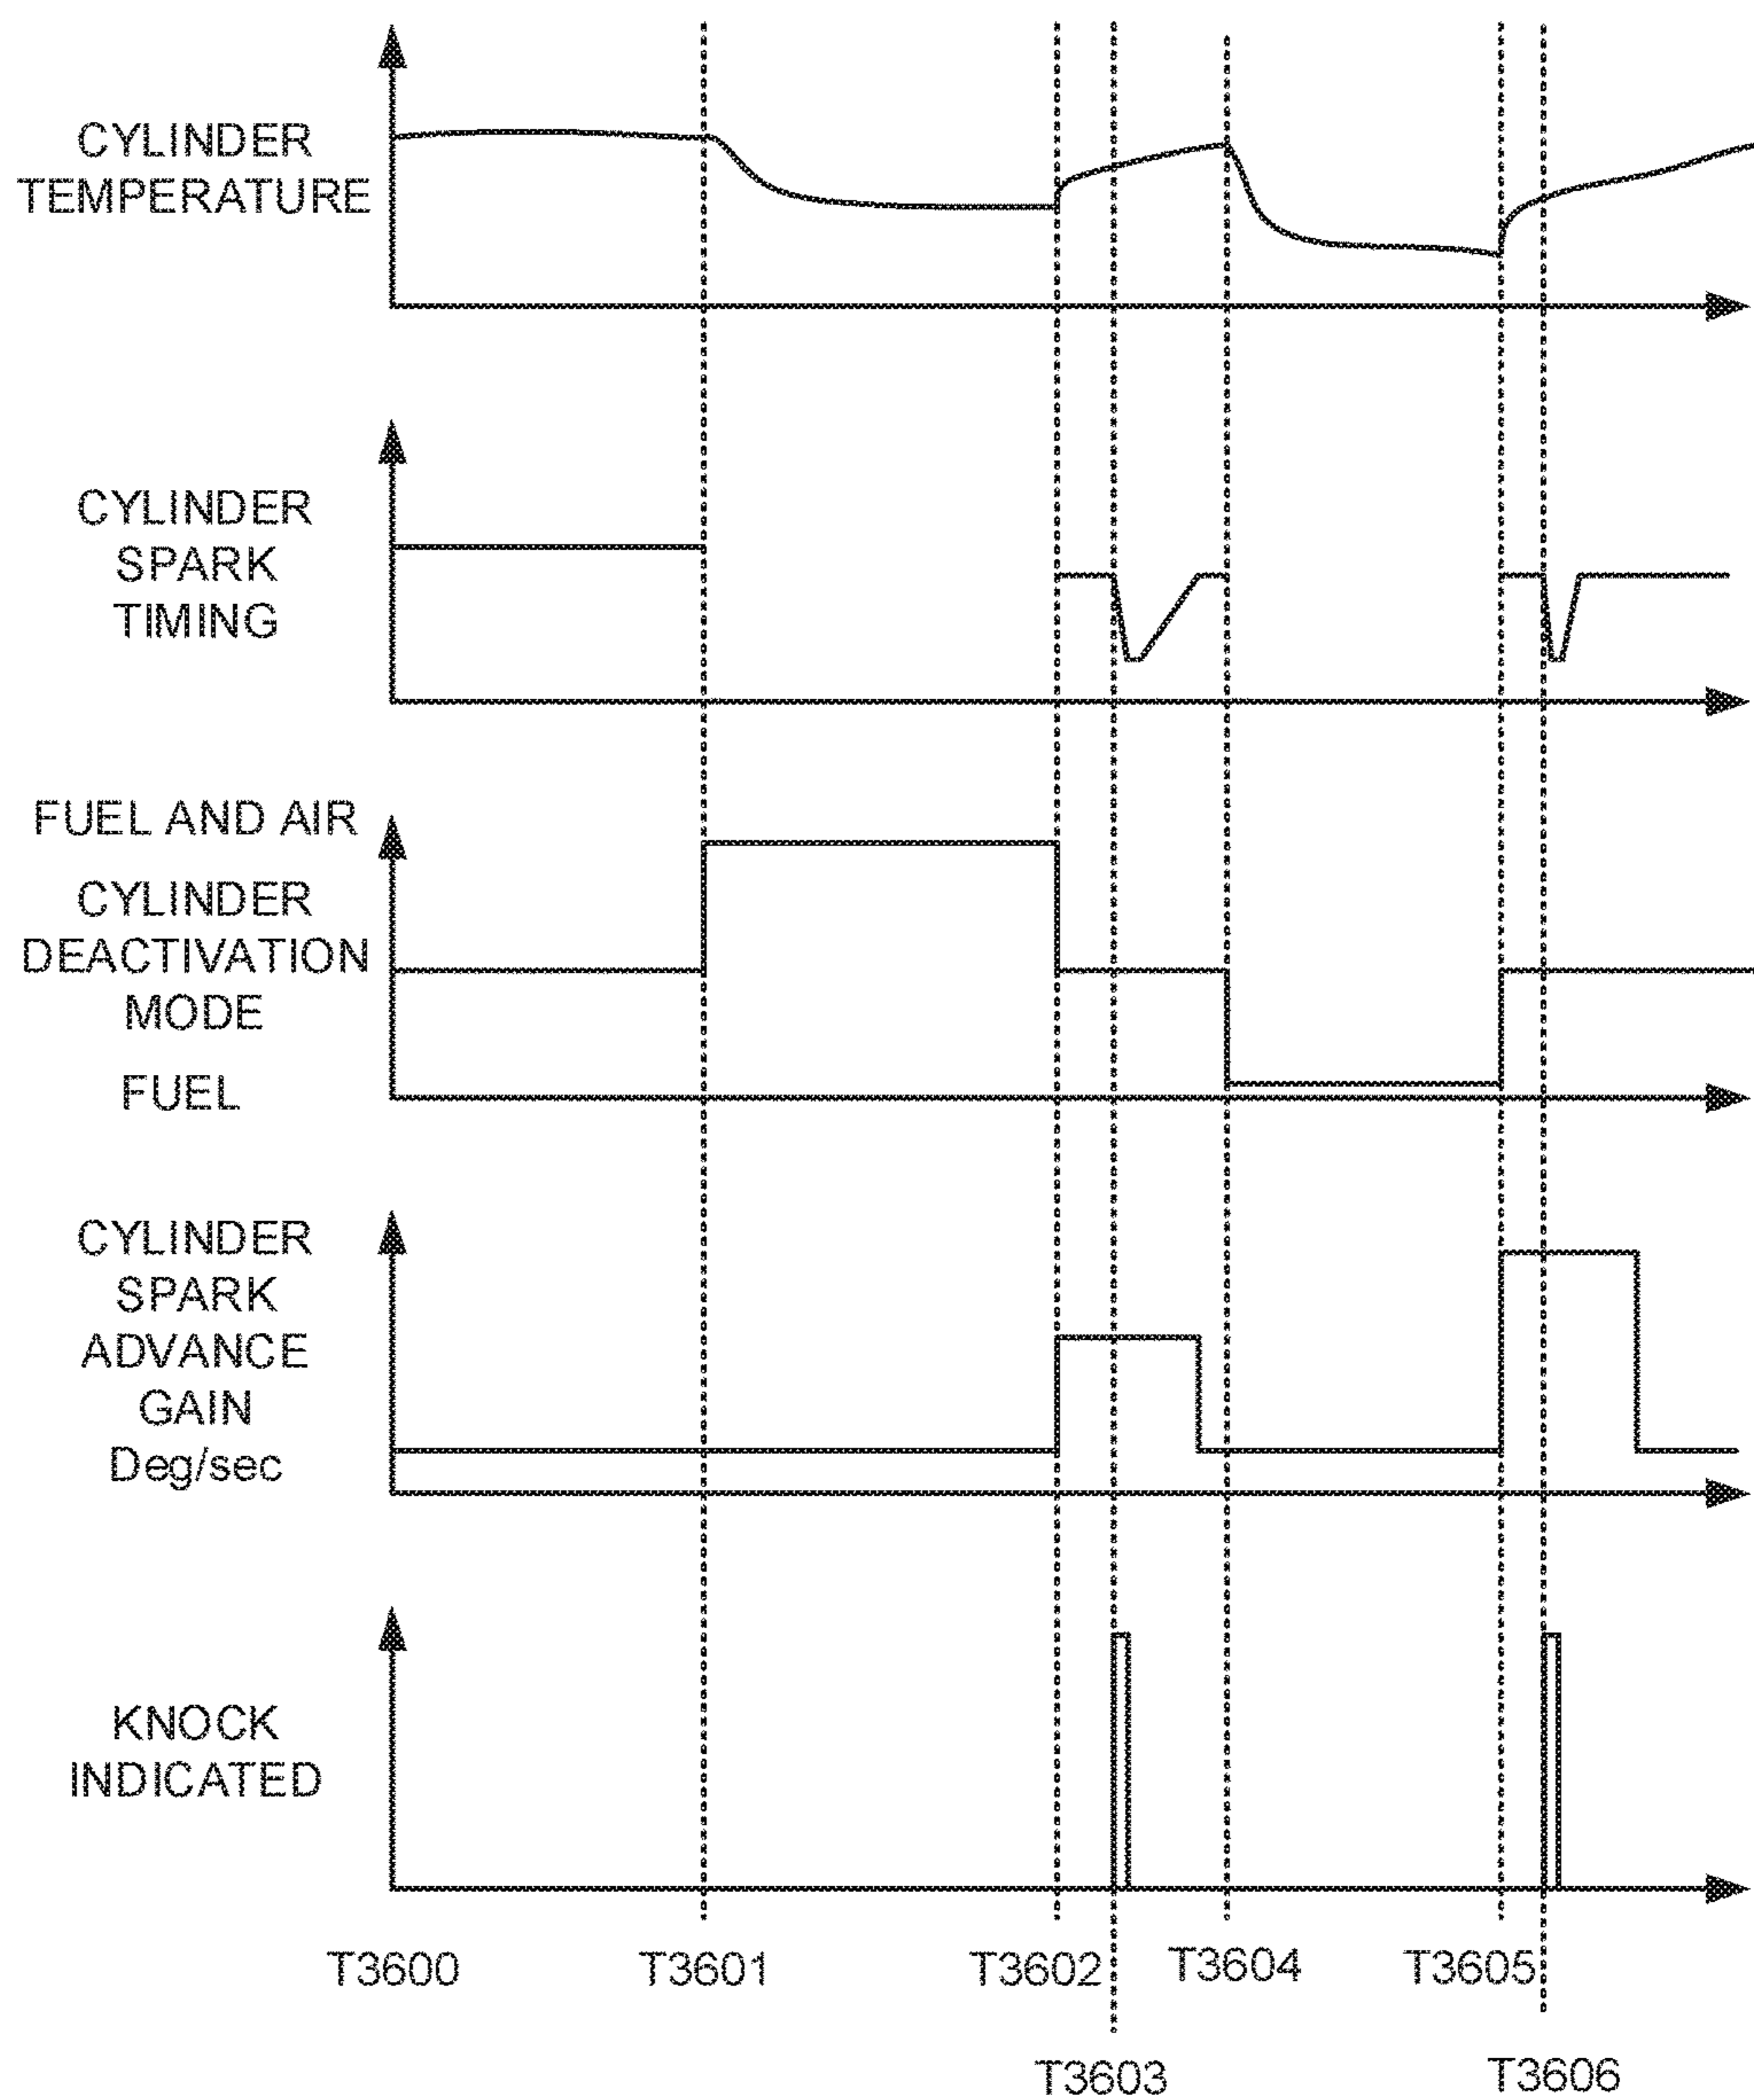 CYLINDER
TEMPERATURE
CYLINDER
SPARK
TIMING
FUEL AND AIR
CYLINDER
DEACTIVATION
MODE
FUEL
CYLINDER
SPARK
ADVANCE
GAIN
Deg/sec
KNOCK
INDICATED
T3600 T3601 T3602 T3604 T3605
T3603 T3606